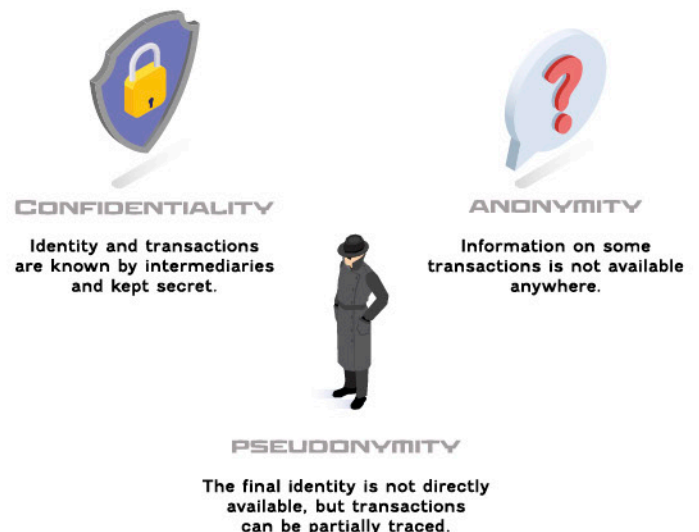 CONFIDENTIALITY
Identity and transactions
are known by intermediaries
and kept secret.
ANONYMITY
Information on some
transactions is not available
anywhere.
PSEUDONYMITY
The final identity is not directly
available, but transactions
can be partially traced.